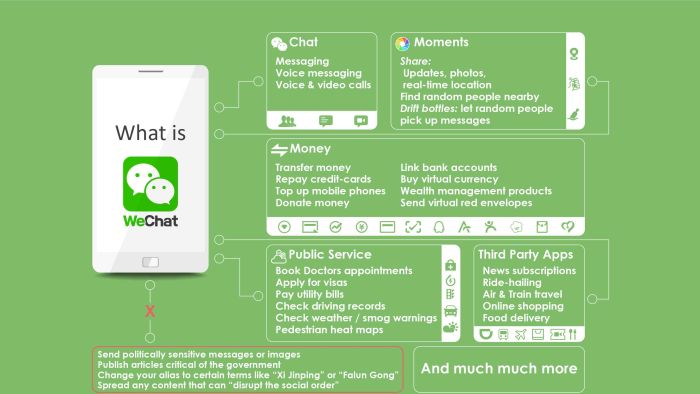 What is
WeChat
Chat
Messaging
Voice messaging
Voice & video calls
Moments
Share:
Updates, photos,
real-time location
Find random people nearby
Drift bottles: let random people
pick up messages
Money
Transfer money
Repay credit-cards
Top up mobile phones
Donate money
Link bank accounts
Buy virtual currency
Wealth management products
Send virtual red envelopes
Public Service
Book Doctors appointments
Apply for visas
Pay utility bills
Check driving records
Check weather / smog warnings
Pedestrian heat maps
Third Party Apps
News subscriptions
Ride-hailing
Air & Train travel
Online shopping
Food delivery
X
Send politically sensitive messages or images
Publish articles critical of the government
Change your alias to certain terms like “Xi Jinping” or “Falun Gong”
Spread any content that can “disrupt the social order”
And much much more